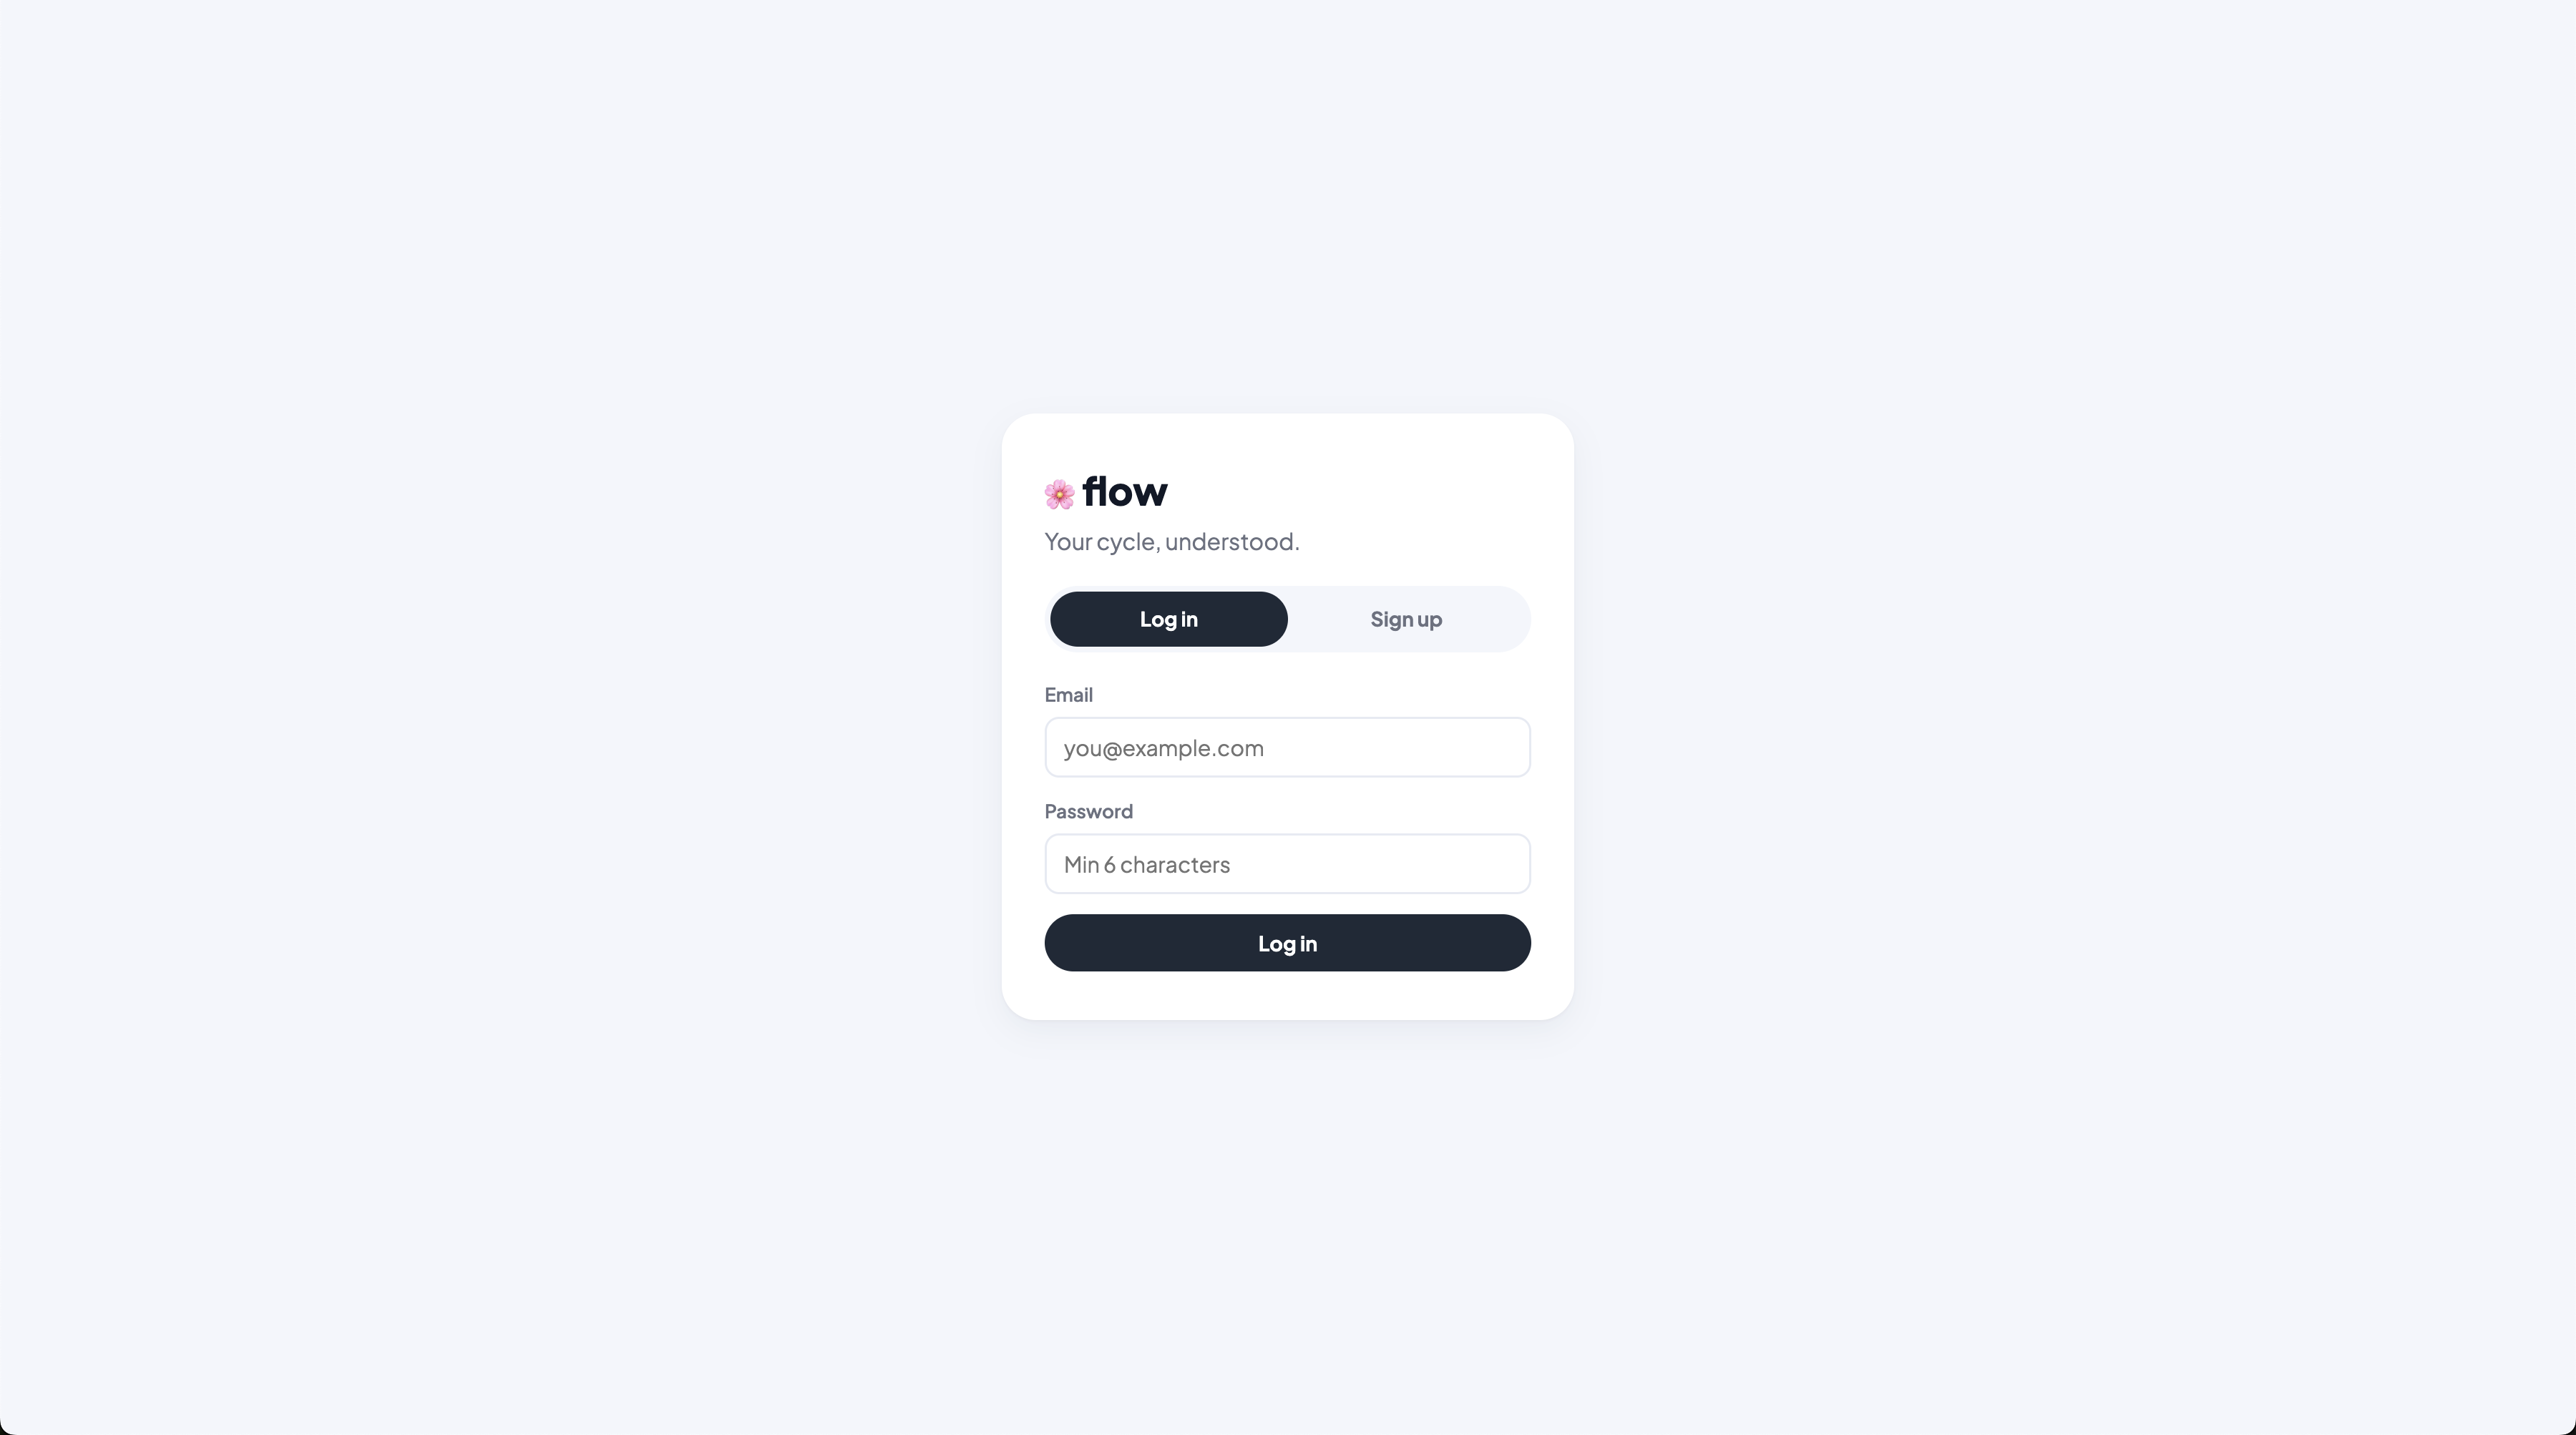 flow
Your cycle, understood.
Log in
Sign up
Email
you@example.com
Password
Min 6 characters
Log in